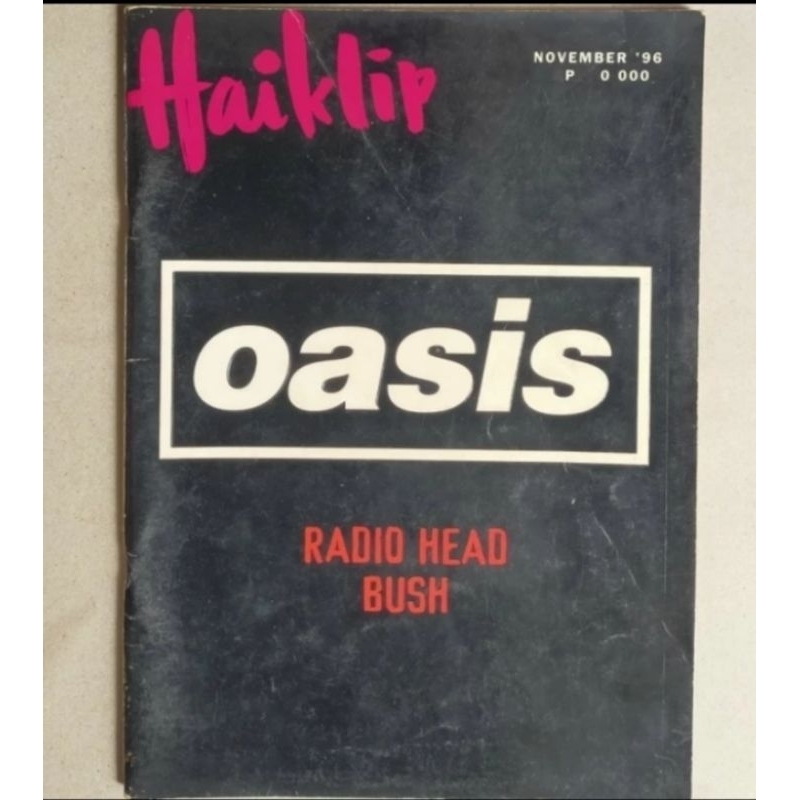 Haiklip
NOVEMBER '96
P 0 000
oasis
RADIO HEAD
BUSH